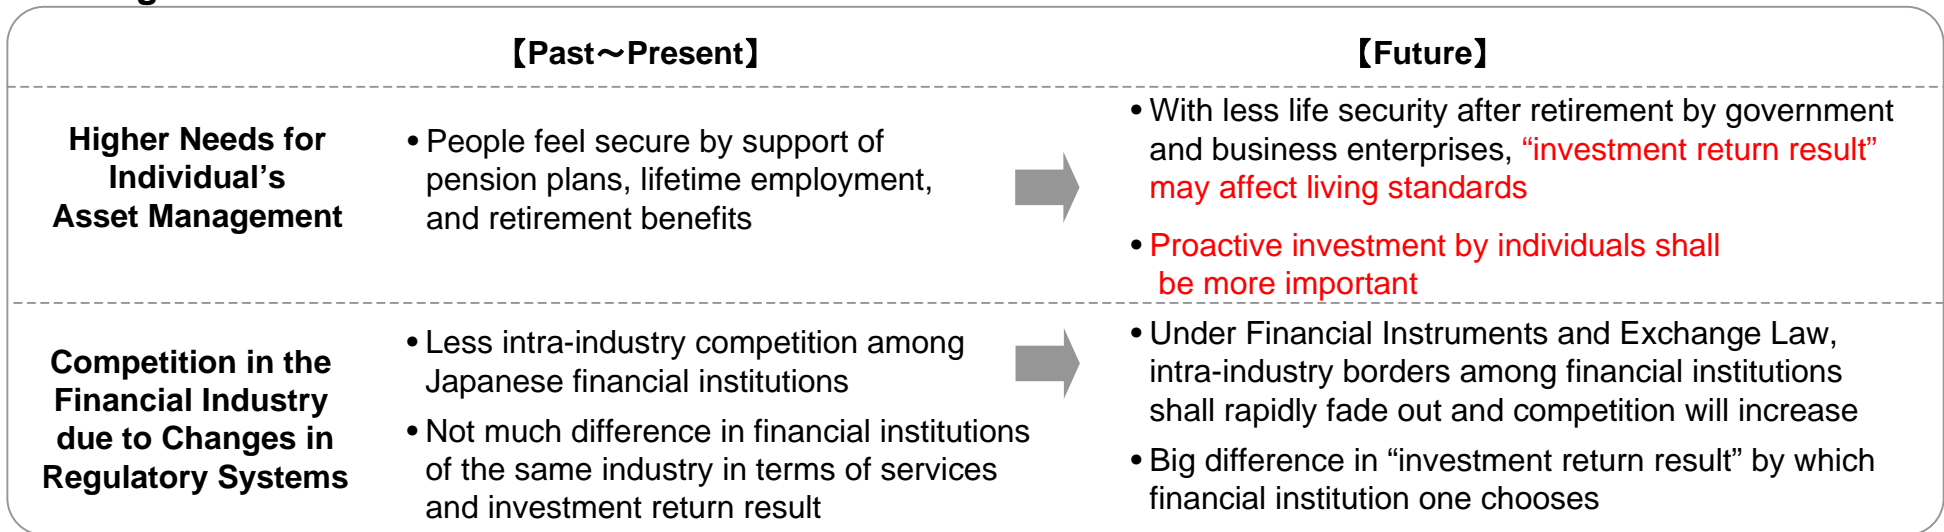 【Past～Present】
【Future】
Higher Needs for
Individual’s
Asset Management
• People feel secure by support of
pension plans, lifetime employment,
and retirement benefits
• With less life security after retirement by government
and business enterprises, “investment return result”
may affect living standards
• Proactive investment by individuals shall
be more important
Competition in the
Financial Industry
due to Changes in
Regulatory Systems
• Less intra-industry competition among
Japanese financial institutions
• Not much difference in financial institutions
of the same industry in terms of services
and investment return result
• Under Financial Instruments and Exchange Law,
intra-industry borders among financial institutions
shall rapidly fade out and competition will increase
• Big difference in “investment return result” by which
financial institution one chooses